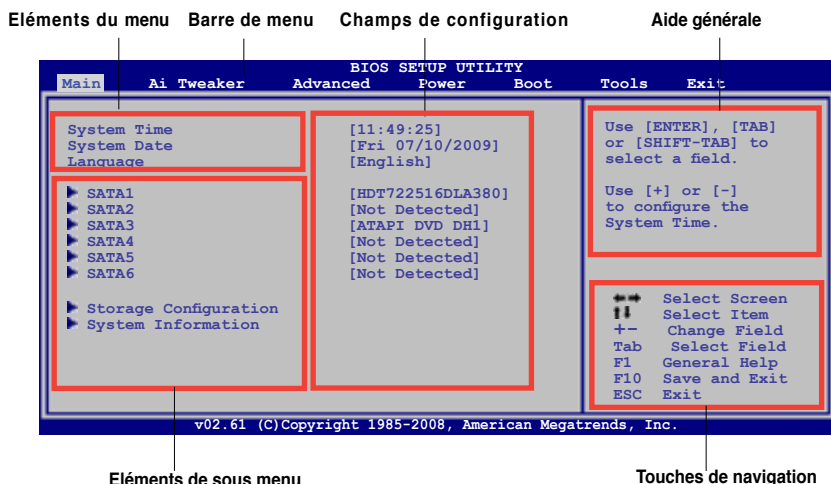 Eléments du menu Barre de menu Champs de configuration Aide générale
BIOS SETUP UTILITY
Main Ai Tweaker Advanced Power Boot Tools Exit
System Time [11:49:25]
System Date [Fri 07/10/2009]
Language [English]
SATA1 [HDT722516DLA380]
SATA2 [Not Detected]
SATA3 [ATAPI DVD DH1]
SATA4 [Not Detected]
SATA5 [Not Detected]
SATA6 [Not Detected]
Storage Configuration
System Information
Use [ENTER], [TAB]
or [SHIFT-TAB] to
select a field.
Use [+] or [-]
to configure the
System Time.
Select Screen
Select Item
+- Change Field
Tab Select Field
F1 General Help
F10 Save and Exit
ESC Exit
v02.61 (C)Copyright 1985-2008, American Megatrends, Inc.
Eléments de sous menu Touches de navigation